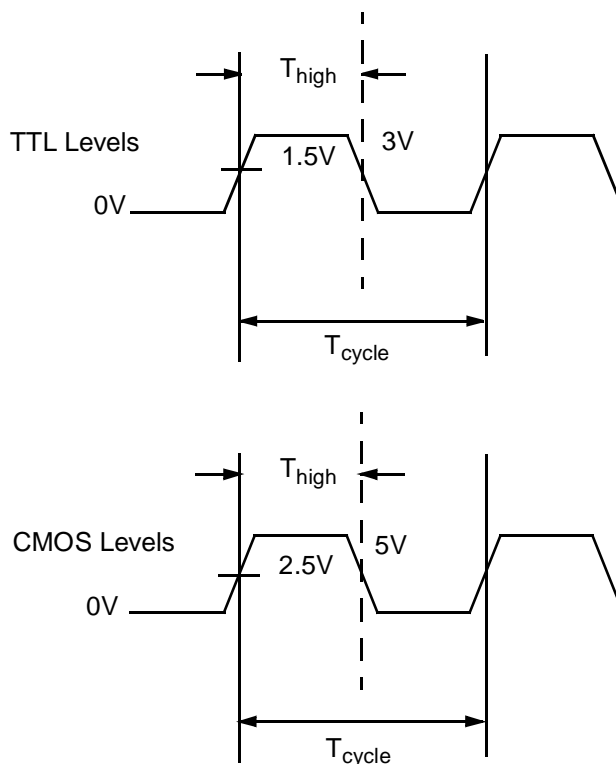 T_high
TTL Levels
1.5V
3V
0V
T_cycle
T_high
CMOS Levels
2.5V
5V
0V
T_cycle